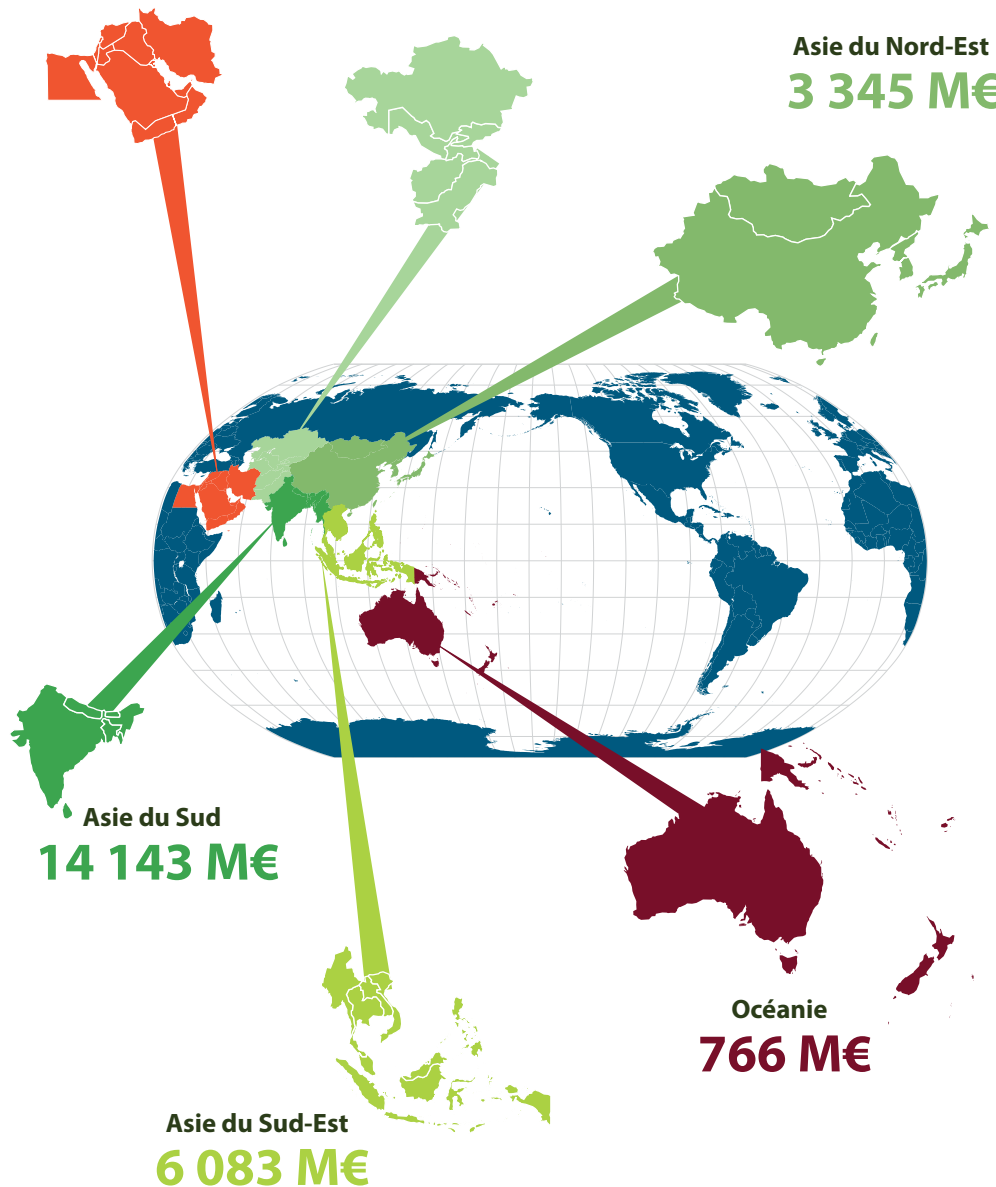 Asie du Nord-Est
3 345 M€
Asie du Sud
14 143 M€
Océanie
766 M€
Asie du Sud-Est
6 083 M€